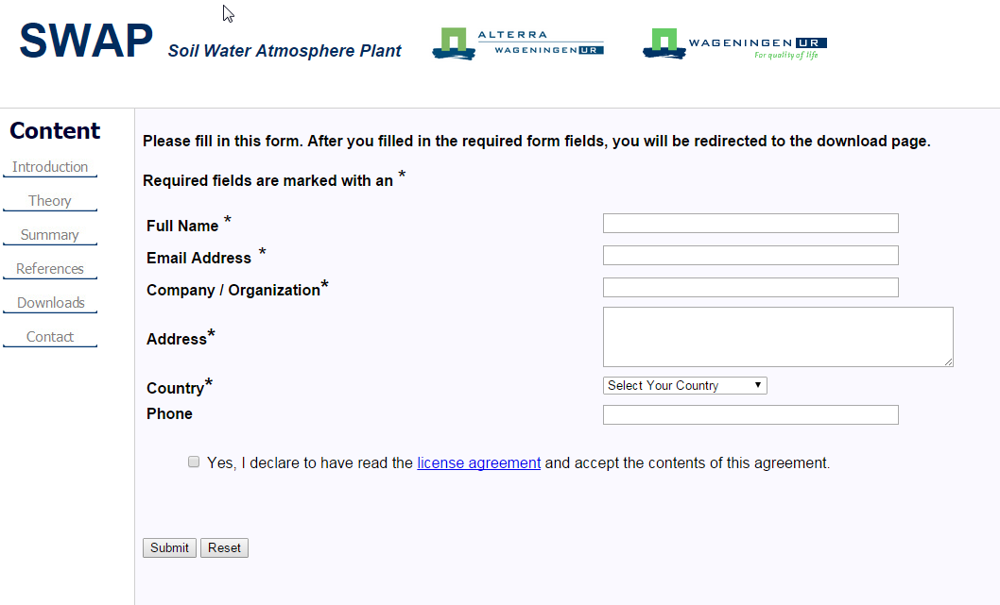 SWAP Soil Water Atmosphere Plant
ALTERRA
WAGENINGEN UR
WAGENINGEN UR
For quality of life
Content
Introduction
Theory
Summary
References
Downloads
Contact
Please fill in this form. After you filled in the required form fields, you will be redirected to the download page.
Required fields are marked with an *
Full Name *
Email Address *
Company / Organization*
Address*
Country* Select Your Country
Phone
Yes, I declare to have read the license agreement and accept the contents of this agreement.
Submit Reset